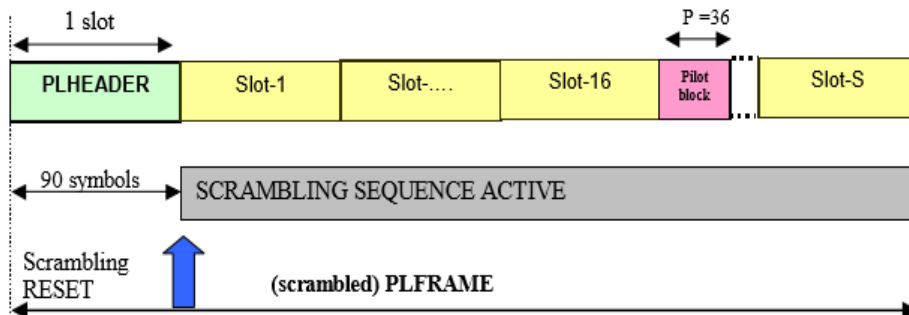 1 slot
P =36
PLHEADER
Slot-1
Slot-....
Slot-16
Pilot
block
Slot-S
90 symbols
SCRAMBLING SEQUENCE ACTIVE
Scrambling
RESET
(scrambled) PLFRAME